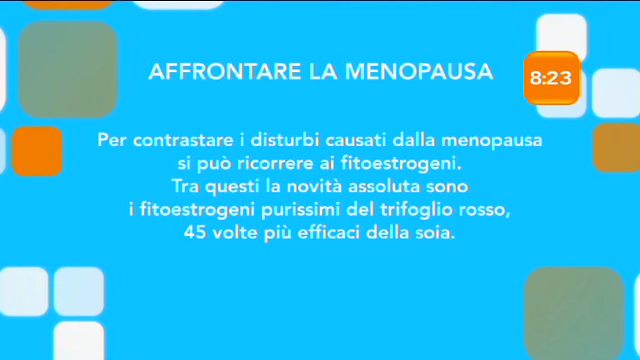 AFFRONTARE LA MENOPAUSA
8:23
Per contrastare i disturbi causati dalla menopausa
si può ricorrere ai fitoestrogeni.
Tra questi la novità assoluta sono
i fitoestrogeni purissimi del trifoglio rosso,
45 volte più efficaci della soia.